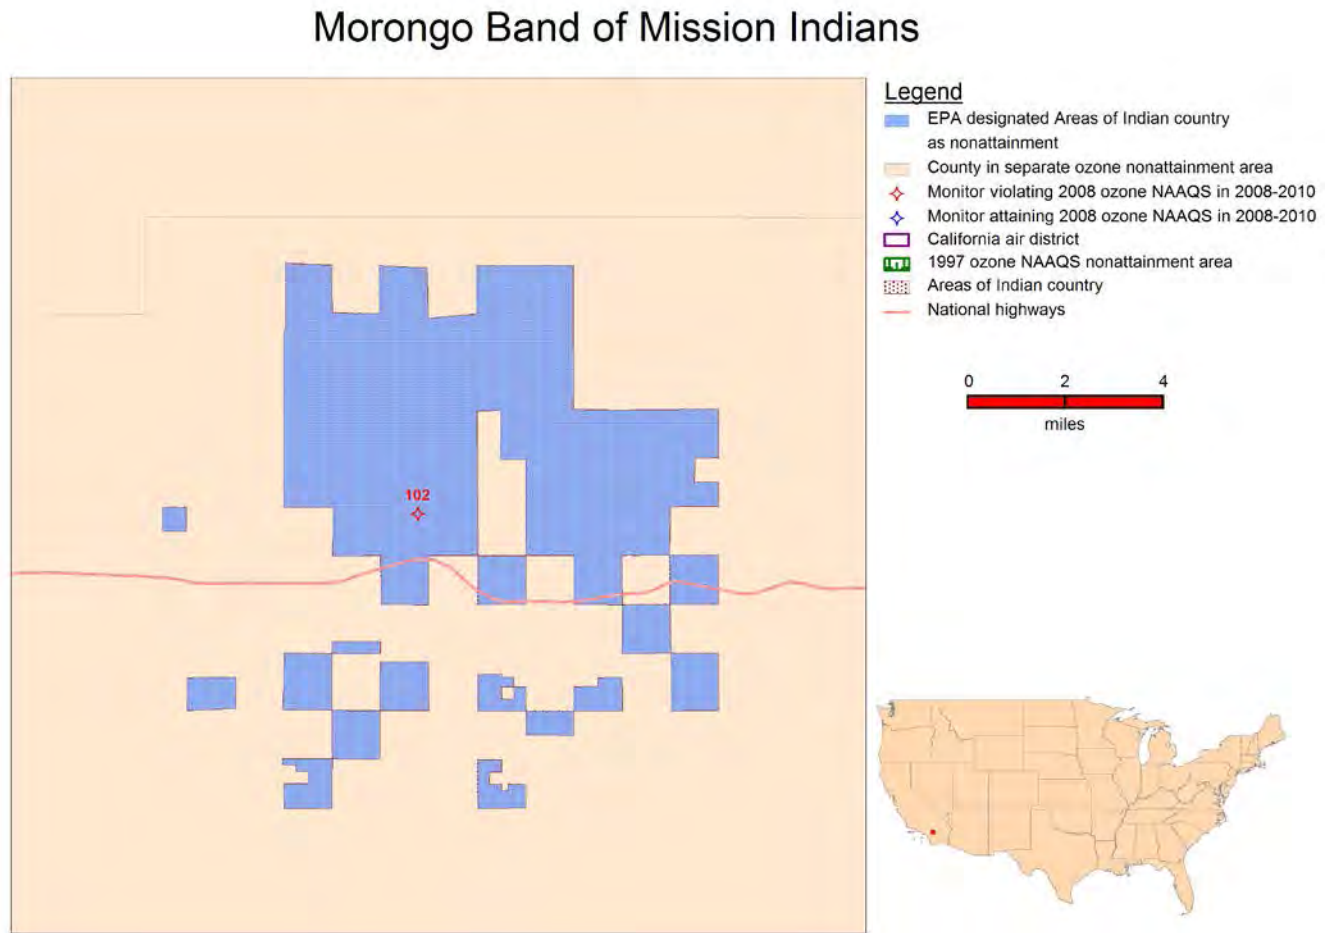 Morongo Band of Mission Indians
Legend
EPA designated Areas of Indian country
as nonattainment
County in separate ozone nonattainment area
Monitor violating 2008 ozone NAAQS in 2008-2010
Monitor attaining 2008 ozone NAAQS in 2008-2010
California air district
1997 ozone NAAQS nonattainment area
Areas of Indian country
National highways
0 2 4
miles
102